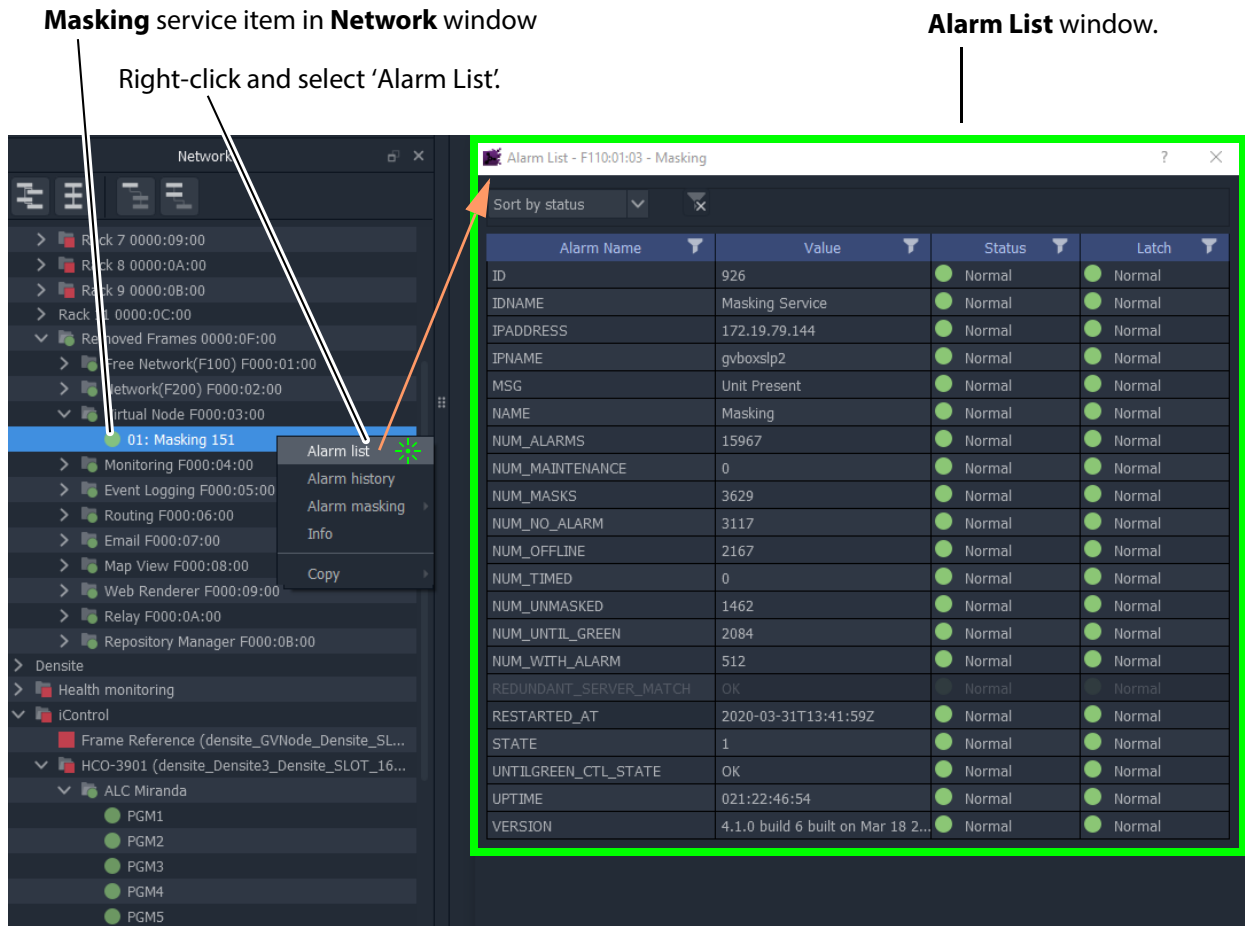 Masking service item in Network window
Alarm List window.
Right-click and select ‘Alarm List’.
Network
Rack 7 0000:09:00
Rack 8 0000:0A:00
Rack 9 0000:0B:00
Removed Frames 0000:0F:00
Free Network(F100) F000:01:00
Network(F200) F000:02:00
Virtual Node F000:03:00
01: Masking 151
Monitoring F000:04:00
Event Logging F000:05:00
Routing F000:06:00
Email F000:07:00
Map View F000:08:00
Web Renderer F000:09:00
Relay F000:0A:00
Repository Manager F000:0B:00
Densite
Health monitoring
iControl
Frame Reference (densite_GVNode_Densite_SL...
HCO-3901 (densite_Densite3_Densite_SLOT_16...
ALC Miranda
PGM1
PGM2
PGM3
PGM4
PGM5
Alarm list
Alarm history
Alarm masking
Info
Copy
Alarm List - F110:01:03 - Masking
Sort by status
Alarm Name Value Status Latch
ID 926 Normal Normal
IDNAME Masking Service Normal Normal
IPADDRESS 172.19.79.144 Normal Normal
IPNAME gvboxslp2 Normal Normal
MSG Unit Present Normal Normal
NAME Masking Normal Normal
NUM_ALARMS 15967 Normal Normal
NUM_MAINTENANCE 0 Normal Normal
NUM_MASKS 3629 Normal Normal
NUM_NO_ALARM 3117 Normal Normal
NUM_OFFLINE 2167 Normal Normal
NUM_TIMED 0 Normal Normal
NUM_UNMASKED 1462 Normal Normal
NUM_UNTIL_GREEN 2084 Normal Normal
NUM_WITH_ALARM 512 Normal Normal
REDUNDANT_SERVER_MATCH OK Normal Normal
RESTARTED_AT 2020-03-31T13:41:59Z Normal Normal
STATE 1 Normal Normal
UNTILGREEN_CTL_STATE OK Normal Normal
UPTIME 021:22:46:54 Normal Normal
VERSION 4.1.0 build 6 built on Mar 18 2... Normal Normal